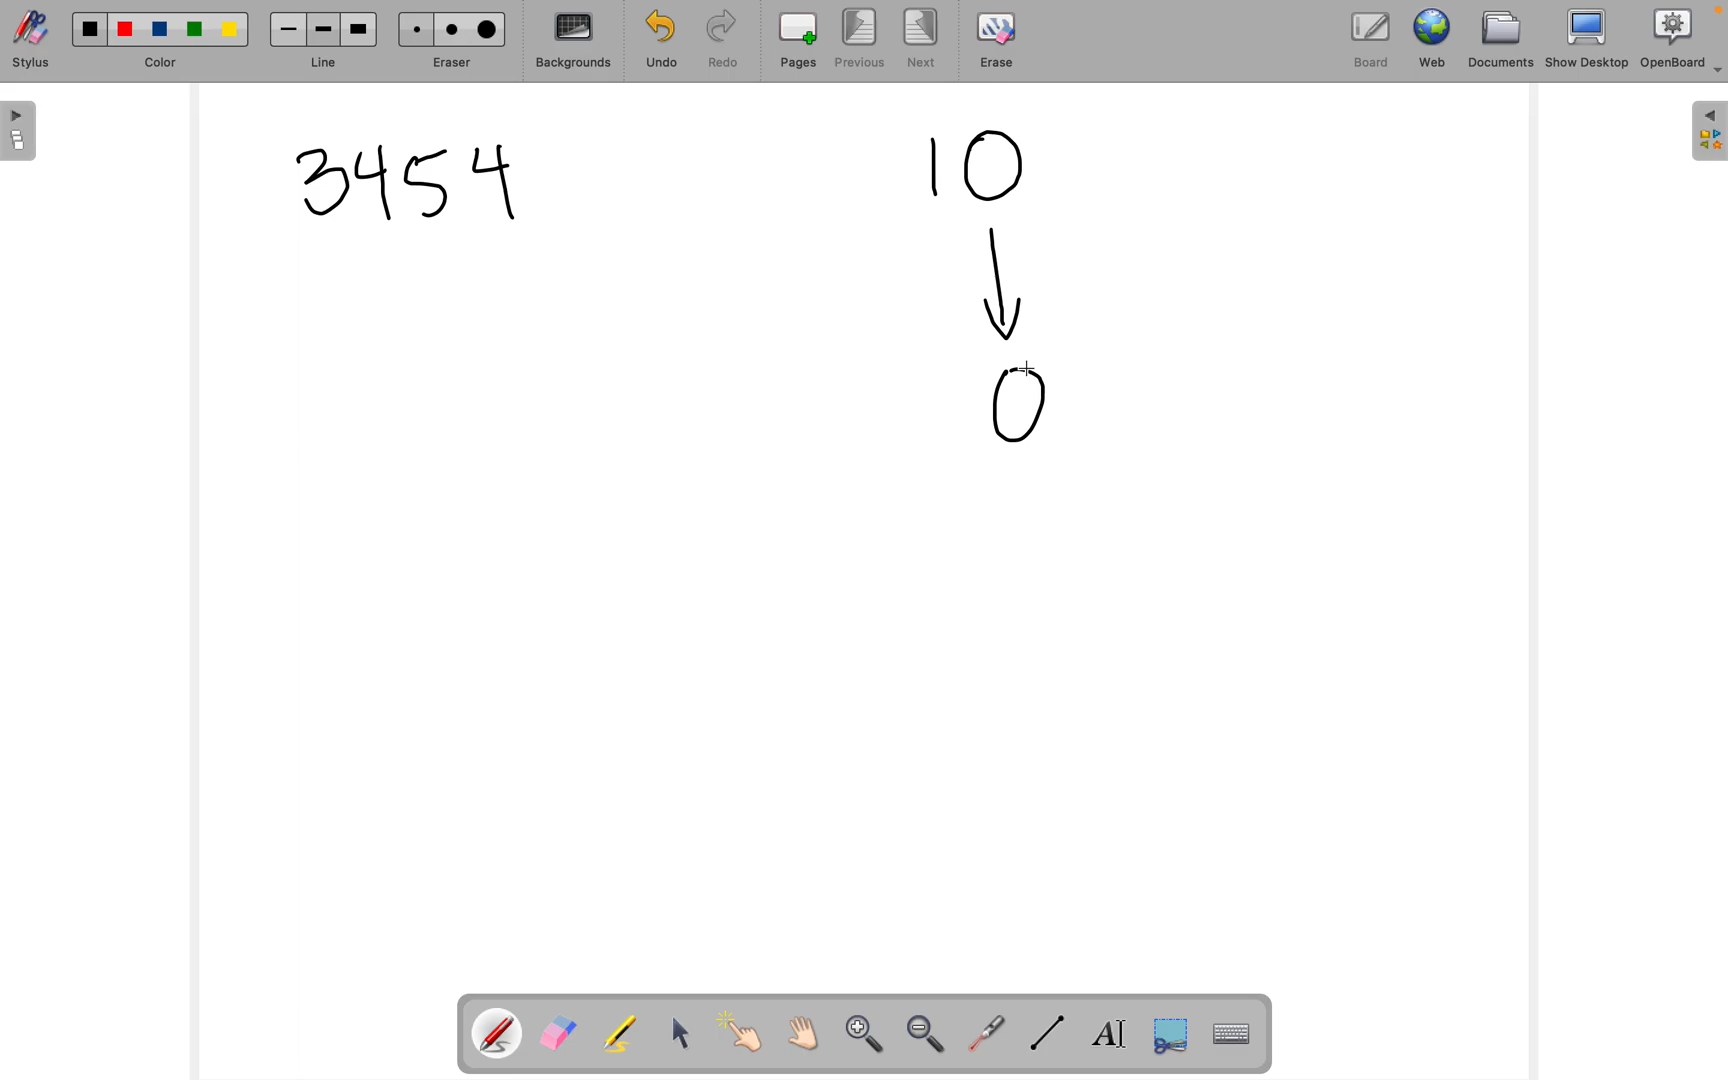 Stylus Color Line Eraser Backgrounds Undo Redo Pages Previous Next Erase Board Web Documents Show Desktop OpenBoard
3454 10
0
AI